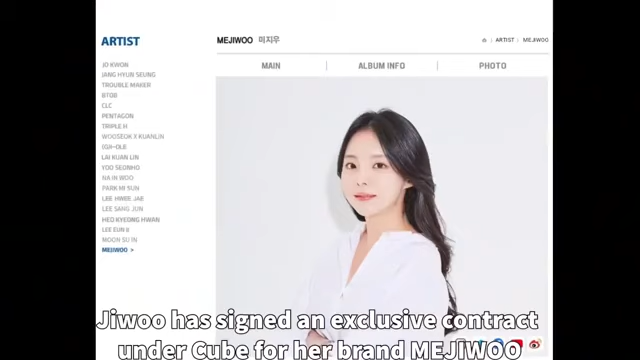 ARTIST
MEJIWOO 미지우
ARTIST > MEJIWOO
MAIN
ALBUM INFO
PHOTO
JO KWON
JANG HYUN SEUNG
TROUBLE MAKER
BTOB
CLC
PENTAGON
TRIPLE H
WOOSEOK X KUANLIN
(G)I-DLE
LAI KUAN LIN
YOO SEONHO
NA IN WOO
PARK MI SUN
LEE HWEE JAE
LEE SANG JUN
HEO KYEONG HWAN
LEE EUN JI
MOON SU IN
MEJIWOO >
Jiwoo has signed an exclusive contract
under Cube for her brand MEJIWOO